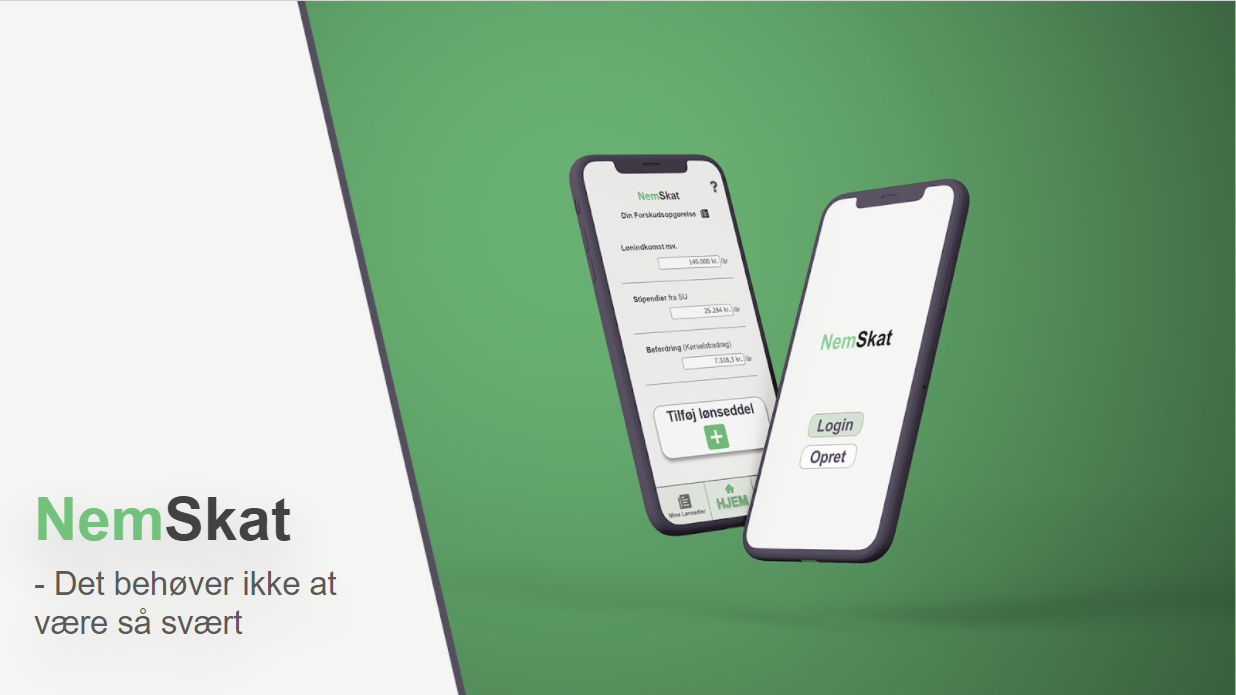 NemSkat
- Det behøver ikke at
være så svært
NemSkat
?
Din Forskudsopgørelse
Lønindkomst mv.
149.000 kr. /år
Stipendier fra SU
25.284 kr. /år
Befordring (Kørselsfradrag)
7.328,3 kr. /år
Tilføj lønseddel
+
Mine Lønsedler
HJEM
NemSkat
Login
Opret